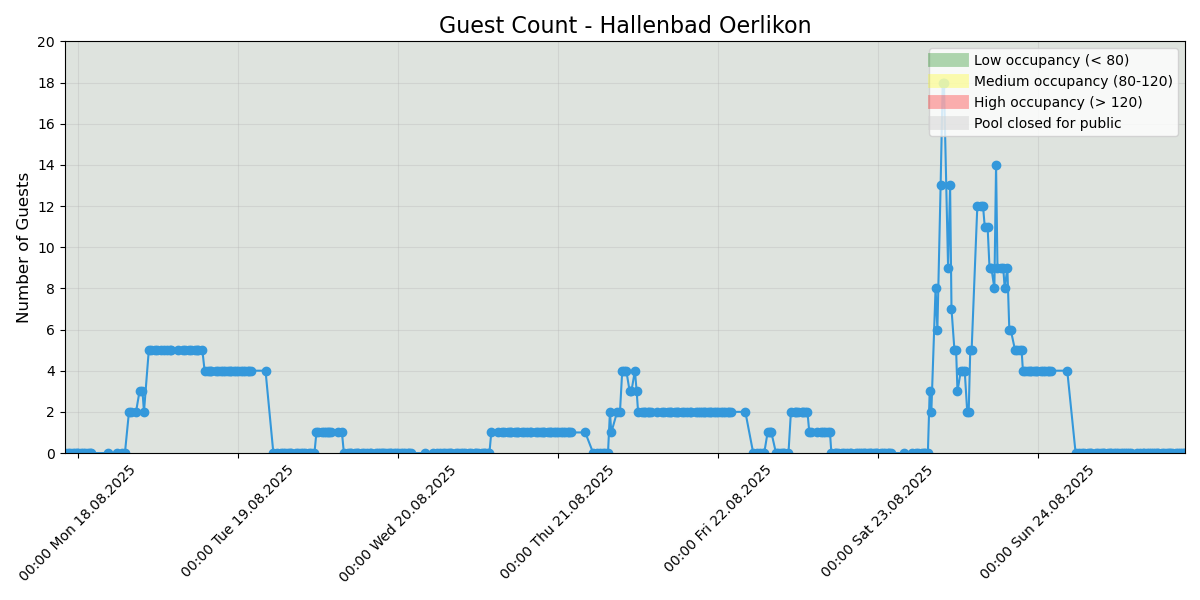 Guest Count - Hallenbad Oerlikon
Number of Guests
20
18
16
14
12
10
8
6
4
2
0
Low occupancy (< 80)
Medium occupancy (80-120)
High occupancy (> 120)
Pool closed for public
00:00 Mon 18.08.2025
00:00 Tue 19.08.2025
00:00 Wed 20.08.2025
00:00 Thu 21.08.2025
00:00 Fri 22.08.2025
00:00 Sat 23.08.2025
00:00 Sun 24.08.2025